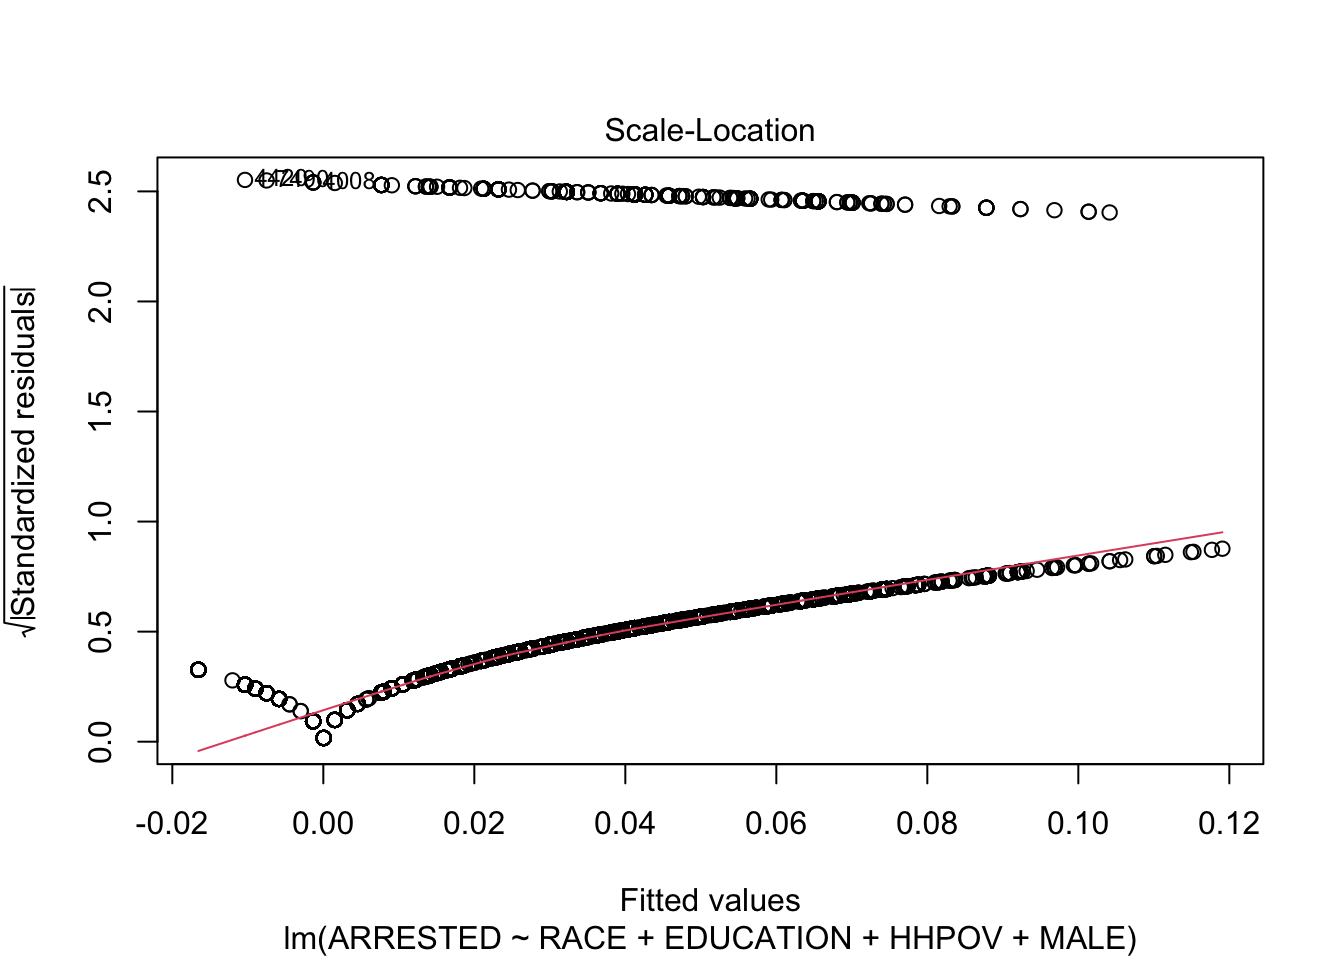 Scale-Location
√|Standardized residuals|
2.5
2.0
1.5
1.0
0.5
0.0
4008
-0.02 0.00 0.02 0.04 0.06 0.08 0.10 0.12
Fitted values
lm(ARRESTED ~ RACE + EDUCATION + HHPOV + MALE)